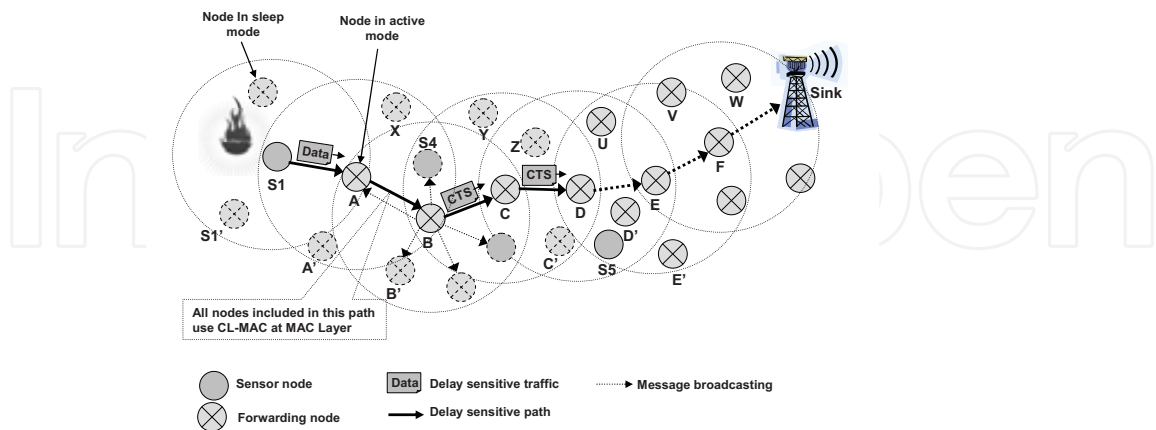 Node In sleep
mode
Node in active
mode
Sink
W
V
X
Y
U
S4
Z
Data
CTS
F
S1
A
CTS
C
D
E
B
D'
S1'
A'
C'
S5
E'
B'
All nodes included in this path
use CL-MAC at MAC Layer
Sensor node
Data
Delay sensitive traffic
Message broadcasting
Forwarding node
Delay sensitive path